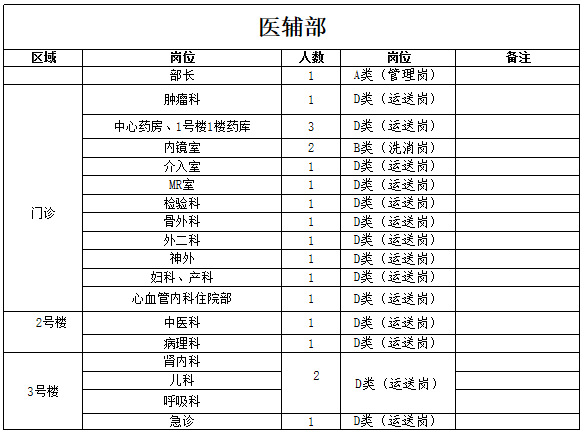 医辅部
区域 岗位 人数 岗位 备注
部长 1 A类（管理岗）
门诊 肿瘤科 1 D类（运送岗）
中心药房、1号楼1楼药库 3 D类（运送岗）
内镜室 2 B类（洗消岗）
介入室 1 D类（运送岗）
MR室 1 D类（运送岗）
检验科 1 D类（运送岗）
骨外科 1 D类（运送岗）
外二科 1 D类（运送岗）
神外 1 D类（运送岗）
妇科、产科 1 D类（运送岗）
心血管内科住院部 1 D类（运送岗）
2号楼 中医科 1 D类（运送岗）
病理科 1 D类（运送岗）
3号楼 肾内科 2 D类（运送岗）
儿科
呼吸科
急诊 1 D类（运送岗）